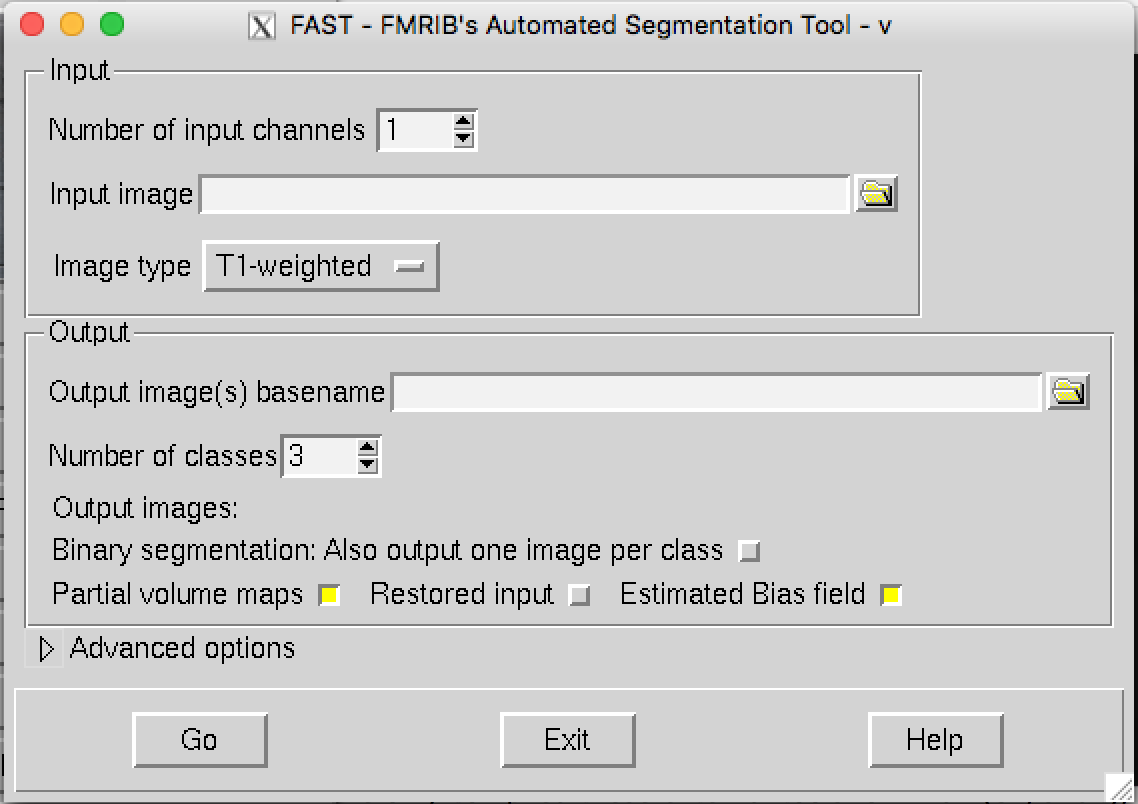 FAST - FMRIB's Automated Segmentation Tool - v
Input
Number of input channels 1
Input image
Image type T1-weighted
Output
Output image(s) basename
Number of classes 3
Output images:
Binary segmentation: Also output one image per class
Partial volume maps Restored input Estimated Bias field
Advanced options
Go Exit Help